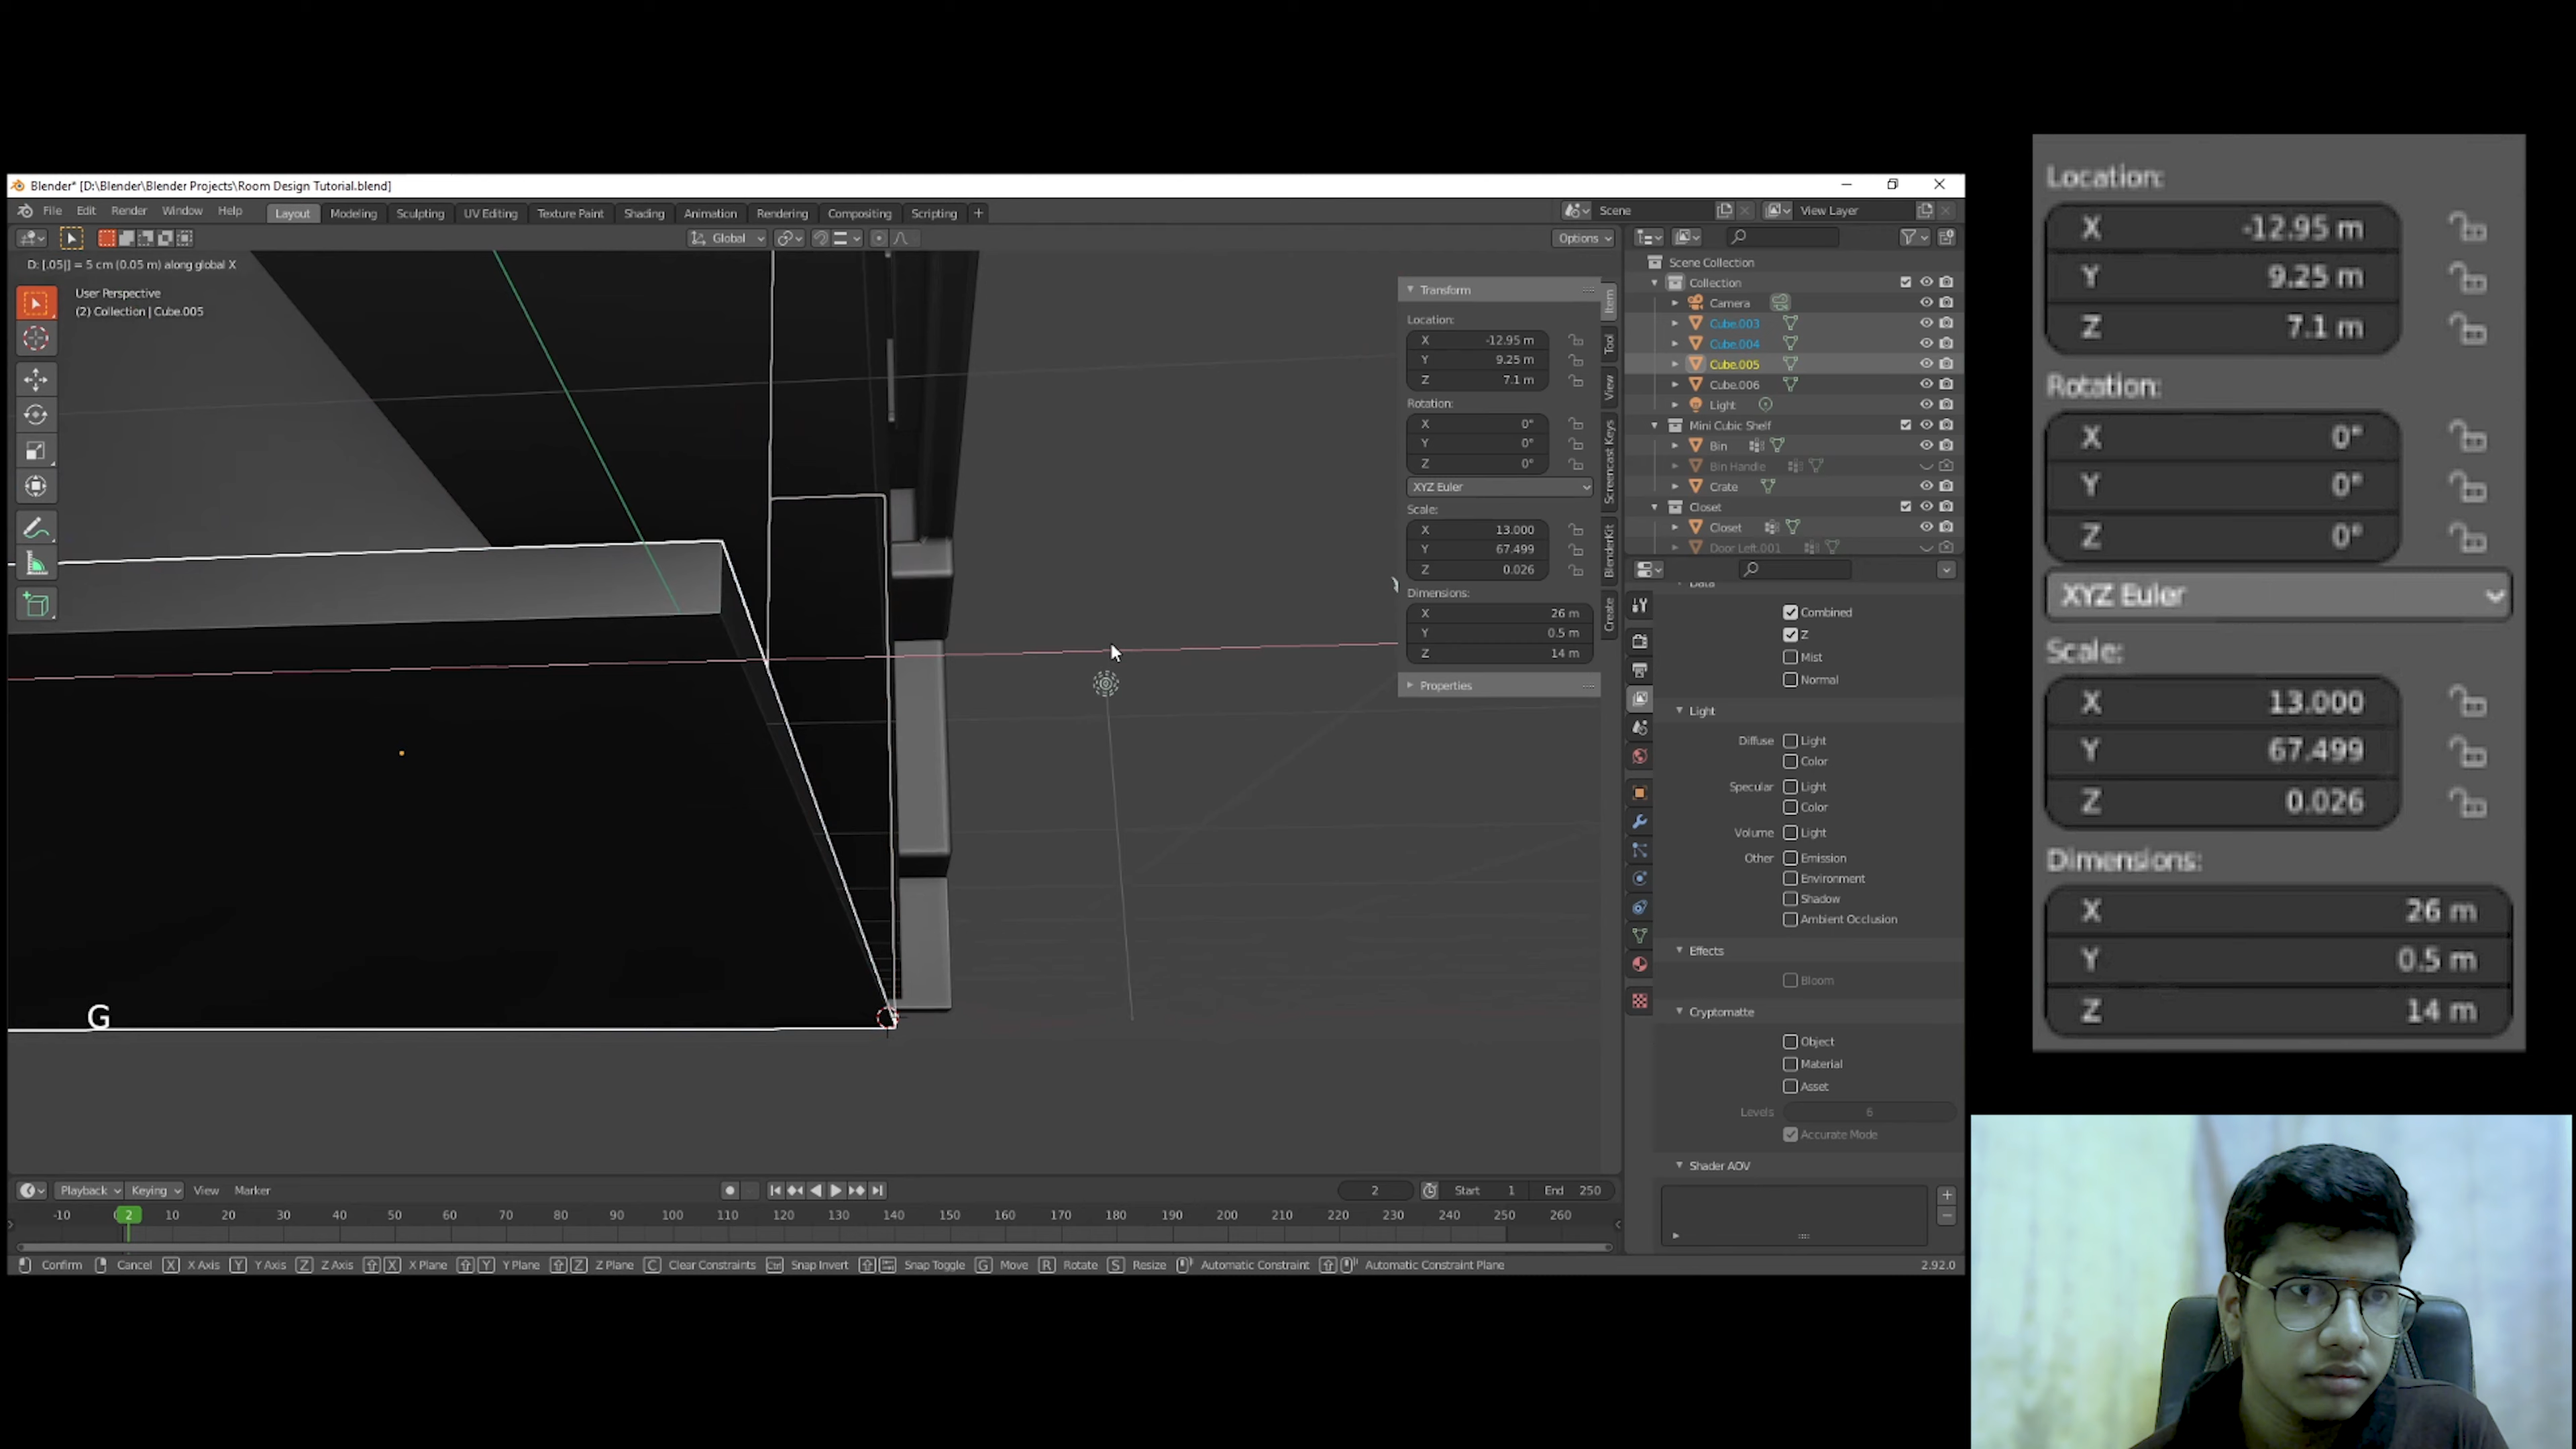 Blender* [D:\Blender\Blender Projects\Room Design Tutorial.blend]
File Edit Render Window Help Layout Modeling Sculpting UV Editing Texture Paint Shading Animation Rendering Compositing Scripting + Scene View Layer
Global Options
D: [.05|] = 5 cm (0.05 m) along global X
User Perspective
(2) Collection | Cube.005
G
Transform
Location:
X -12.95 m
Y 9.25 m
Z 7.1 m
Rotation:
X 0°
Y 0°
Z 0°
XYZ Euler
Scale:
X 13.000
Y 67.499
Z 0.026
Dimensions:
X 26 m
Y 0.5 m
Z 14 m
Properties
Item
Tool
View
Screencast Keys
BlenderKit
Create
Scene Collection
Collection
Camera
Cube.003
Cube.004
Cube.005
Cube.006
Light
Mini Cubic Shelf
Bin
Bin Handle
Crate
Closet
Closet
Door Left.001
Data
Combined
Z
Mist
Normal
Light
Diffuse Light
Color
Specular Light
Color
Volume Light
Other Emission
Environment
Shadow
Ambient Occlusion
Effects
Bloom
Cryptomatte
Object
Material
Asset
Levels 6
Accurate Mode
Shader AOV
Playback Keying View Marker 2 Start 1 End 250
-10 2 10 20 30 40 50 60 70 80 90 100 110 120 130 140 150 160 170 180 190 200 210 220 230 240 250 260
Confirm Cancel X X Axis Y Y Axis Z Z Axis X X Plane Y Y Plane Z Z Plane C Clear Constraints Ctrl Snap Invert Snap Toggle G Move R Rotate S Resize Automatic Constraint Automatic Constraint Plane 2.92.0
Location:
X -12.95 m
Y 9.25 m
Z 7.1 m
Rotation:
X 0°
Y 0°
Z 0°
XYZ Euler
Scale:
X 13.000
Y 67.499
Z 0.026
Dimensions:
X 26 m
Y 0.5 m
Z 14 m